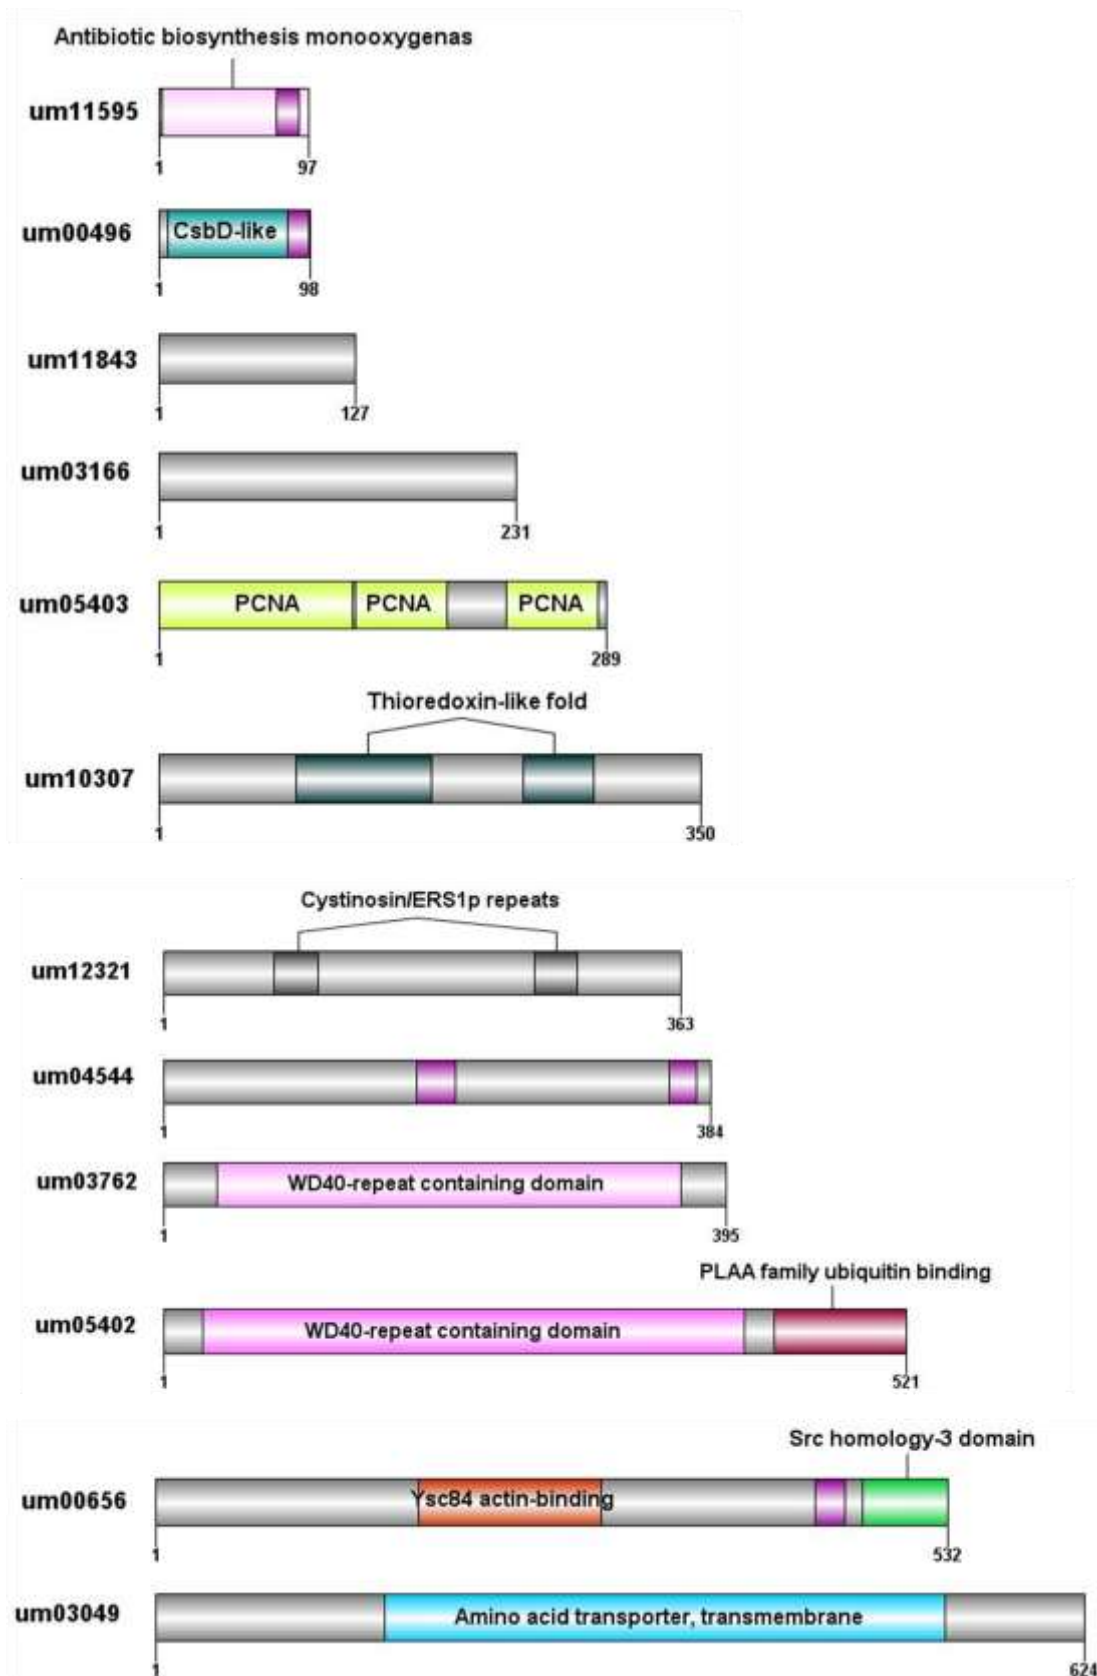 Antibiotic biosynthesis monooxygenas
um11595
1 97
um00496 CsbD-like
1 98
um11843
1 127
um03166
1 231
um05403 PCNA PCNA PCNA
1 289
Thioredoxin-like fold
um10307
1 350
Cystinosin/ERS1p repeats
um12321
1 363
um04544
1 384
um03762 WD40-repeat containing domain
1 395
PLAA family ubiquitin binding
um05402 WD40-repeat containing domain
1 521
Src homology-3 domain
um00656 Ysc84 actin-binding
1 532
um03049 Amino acid transporter, transmembrane
1 624